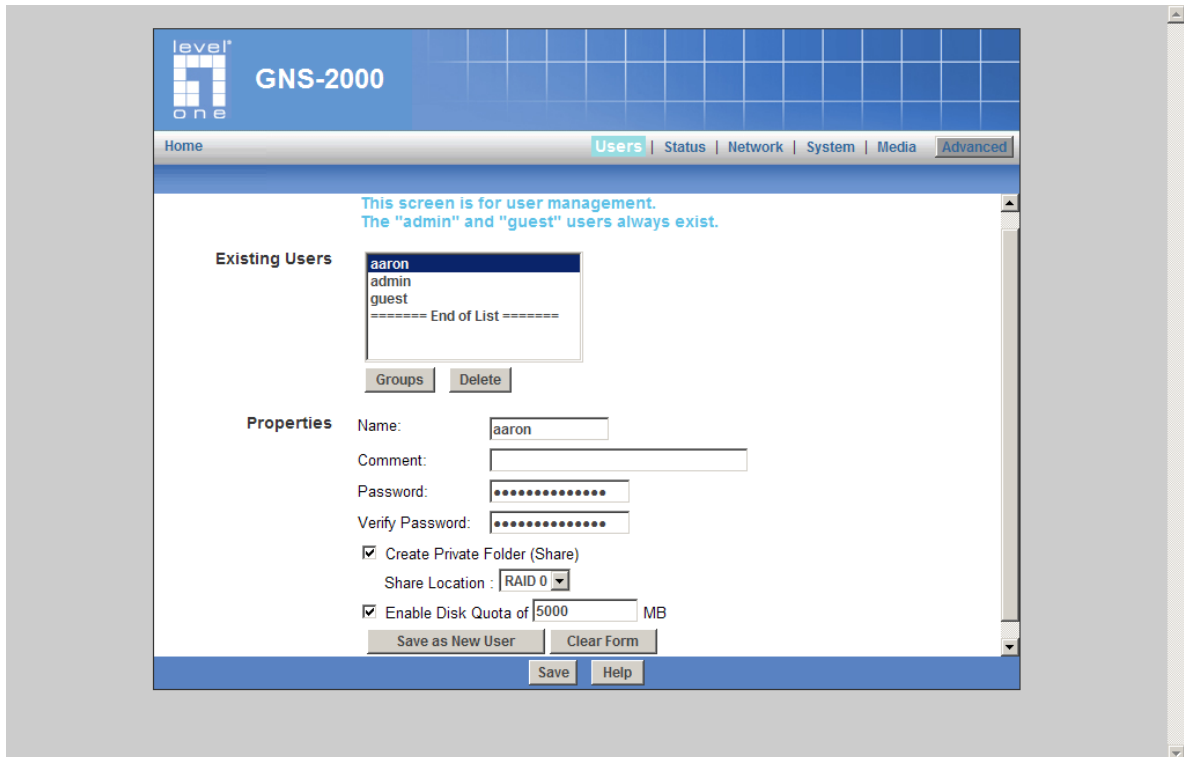 level
one
GNS-2000
Home
Users | Status | Network | System | Media Advanced
This screen is for user management.
The "admin" and "guest" users always exist.
Existing Users
aaron
admin
guest
======= End of List =======
Groups Delete
Properties
Name: aaron
Comment:
Password: ••••••••••••••
Verify Password: ••••••••••••••
Create Private Folder (Share)
Share Location : RAID 0
Enable Disk Quota of 5000 MB
Save as New User Clear Form
Save Help